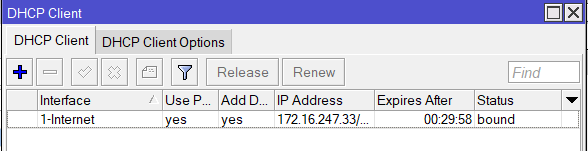 DHCP Client
DHCP Client DHCP Client Options
Release Renew Find
Interface Use P... Add D... IP Address Expires After Status
1-Internet yes yes 172.16.247.33/... 00:29:58 bound